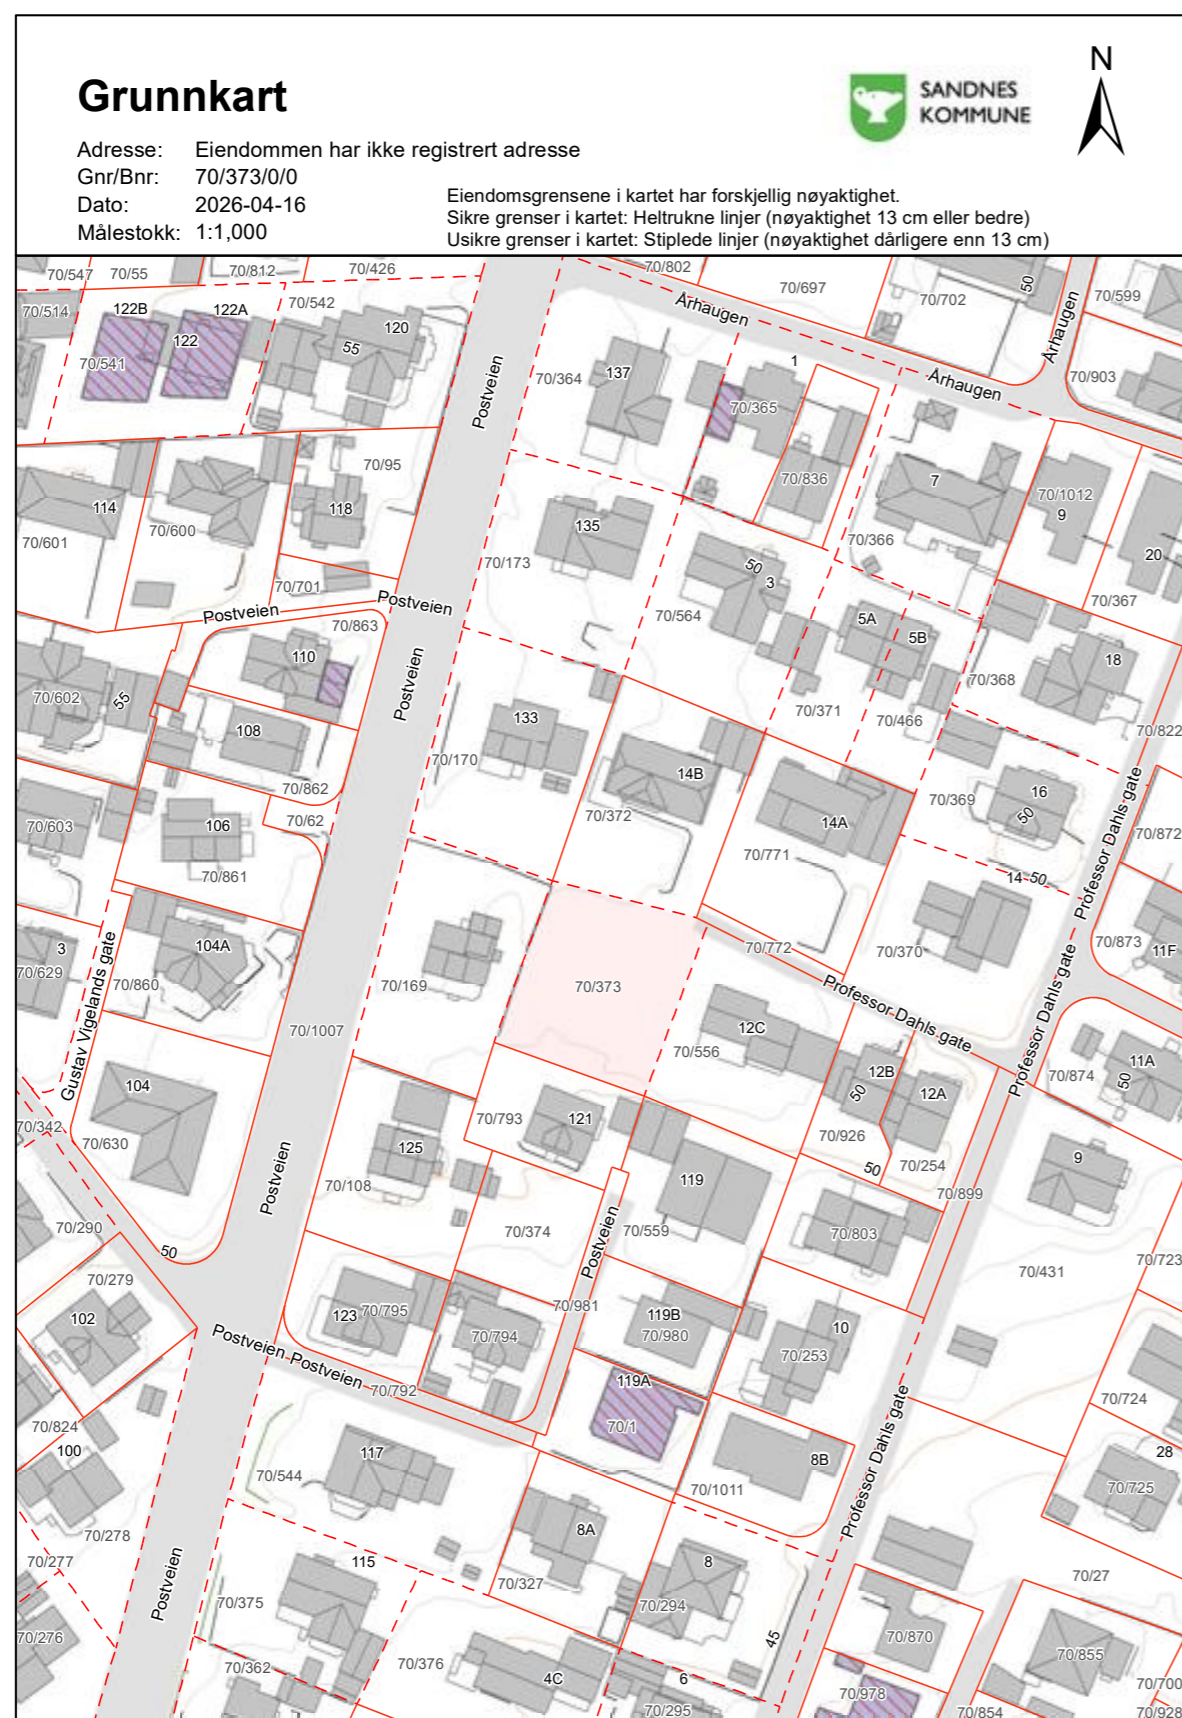 Grunnkart
SANDNES
KOMMUNE
N
Adresse: Eiendommen har ikke registrert adresse
Gnr/Bnr: 70/373/0/0
Dato: 2026-04-16
Målestokk: 1:1,000
Eiendomsgrensene i kartet har forskjellig nøyaktighet.
Sikre grenser i kartet: Heltrukne linjer (nøyaktighet 13 cm eller bedre)
Usikre grenser i kartet: Stiplede linjer (nøyaktighet dårligere enn 13 cm)
70/547 70/55 70/812 70/426 70/802
70/697
70/702
50
70/599
70/514
122B
122A
70/542
120
122
55
70/541
Postveien
Århaugen
Århaugen
Århaugen
137
70/364
1
70/365
70/903
70/95
70/836
7
70/1012
9
114
118
70/600
70/601
135
70/366
20
70/173
50
3
70/701
70/367
Postveien
Postveien
70/863
70/564
5A
5B
110
18
70/602
55
Postveien
70/368
133
70/371
70/466
108
70/822
70/170
14B
70/862
16
70/369
50
70/603
106
70/62
70/372
14A
70/872
70/771
70/861
14
50
Professor Dahls gate
3
104A
70/629
70/860
70/169
70/373
70/772
70/370
70/873
11F
Gustav Vigelands gate
70/1007
Professor Dahls gate
12C
70/556
Professor Dahls gate
104
12B
50
12A
70/874
11A
50
70/342
70/630
70/793
121
125
70/926
70/254
9
Postveien
70/108
119
50
70/899
70/290
50
70/374
Postveien
70/559
70/803
70/431
70/723
70/279
102
123
70/795
70/981
119B
70/980
10
70/794
70/253
Postveien
Postveien
70/792
119A
70/724
70/824
70/1
Professor Dahls gate
100
117
8B
28
70/544
70/1011
70/725
70/278
8A
70/277
115
8
70/27
Postveien
70/375
70/327
70/294
70/276
45
70/870
70/855
70/362
70/376
4C
6
70/978
70/700
70/295
70/854
70/928